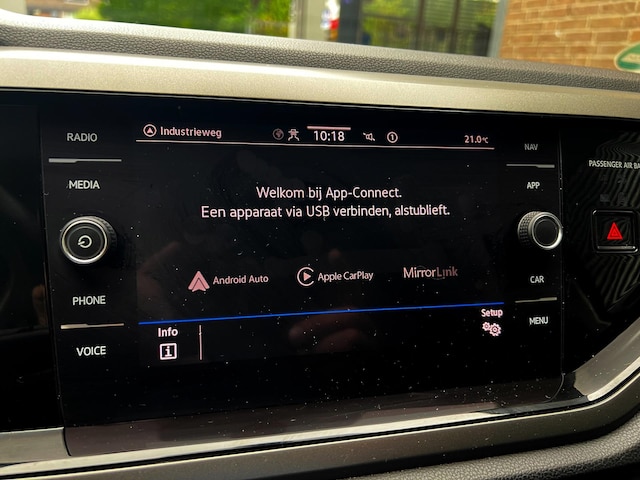 RADIO
MEDIA
PHONE
VOICE
Industrieweg
10:18
21.0°C
Welkom bij App-Connect.
Een apparaat via USB verbinden, alstublieft.
Android Auto
Apple CarPlay
MirrorLink
Info
Setup
NAV
APP
CAR
MENU
PASSENGER AIR BA